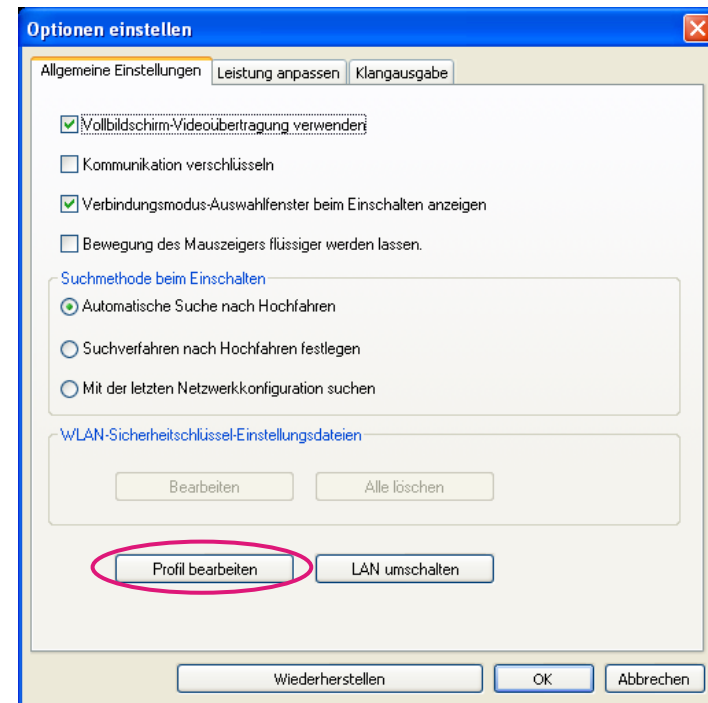 Optionen einstellen
Allgemeine Einstellungen Leistung anpassen Klangausgabe
Vollbildschirm-Videoübertragung verwenden
Kommunikation verschlüsseln
Verbindungsmodus-Auswahlfenster beim Einschalten anzeigen
Bewegung des Mauszeigers flüssiger werden lassen.
Suchmethode beim Einschalten
Automatische Suche nach Hochfahren
Suchverfahren nach Hochfahren festlegen
Mit der letzten Netzwerkkonfiguration suchen
WLAN-Sicherheitschlüssel-Einstellungsdateien
Bearbeiten Alle löschen
Profil bearbeiten LAN umschalten
Wiederherstellen OK Abbrechen